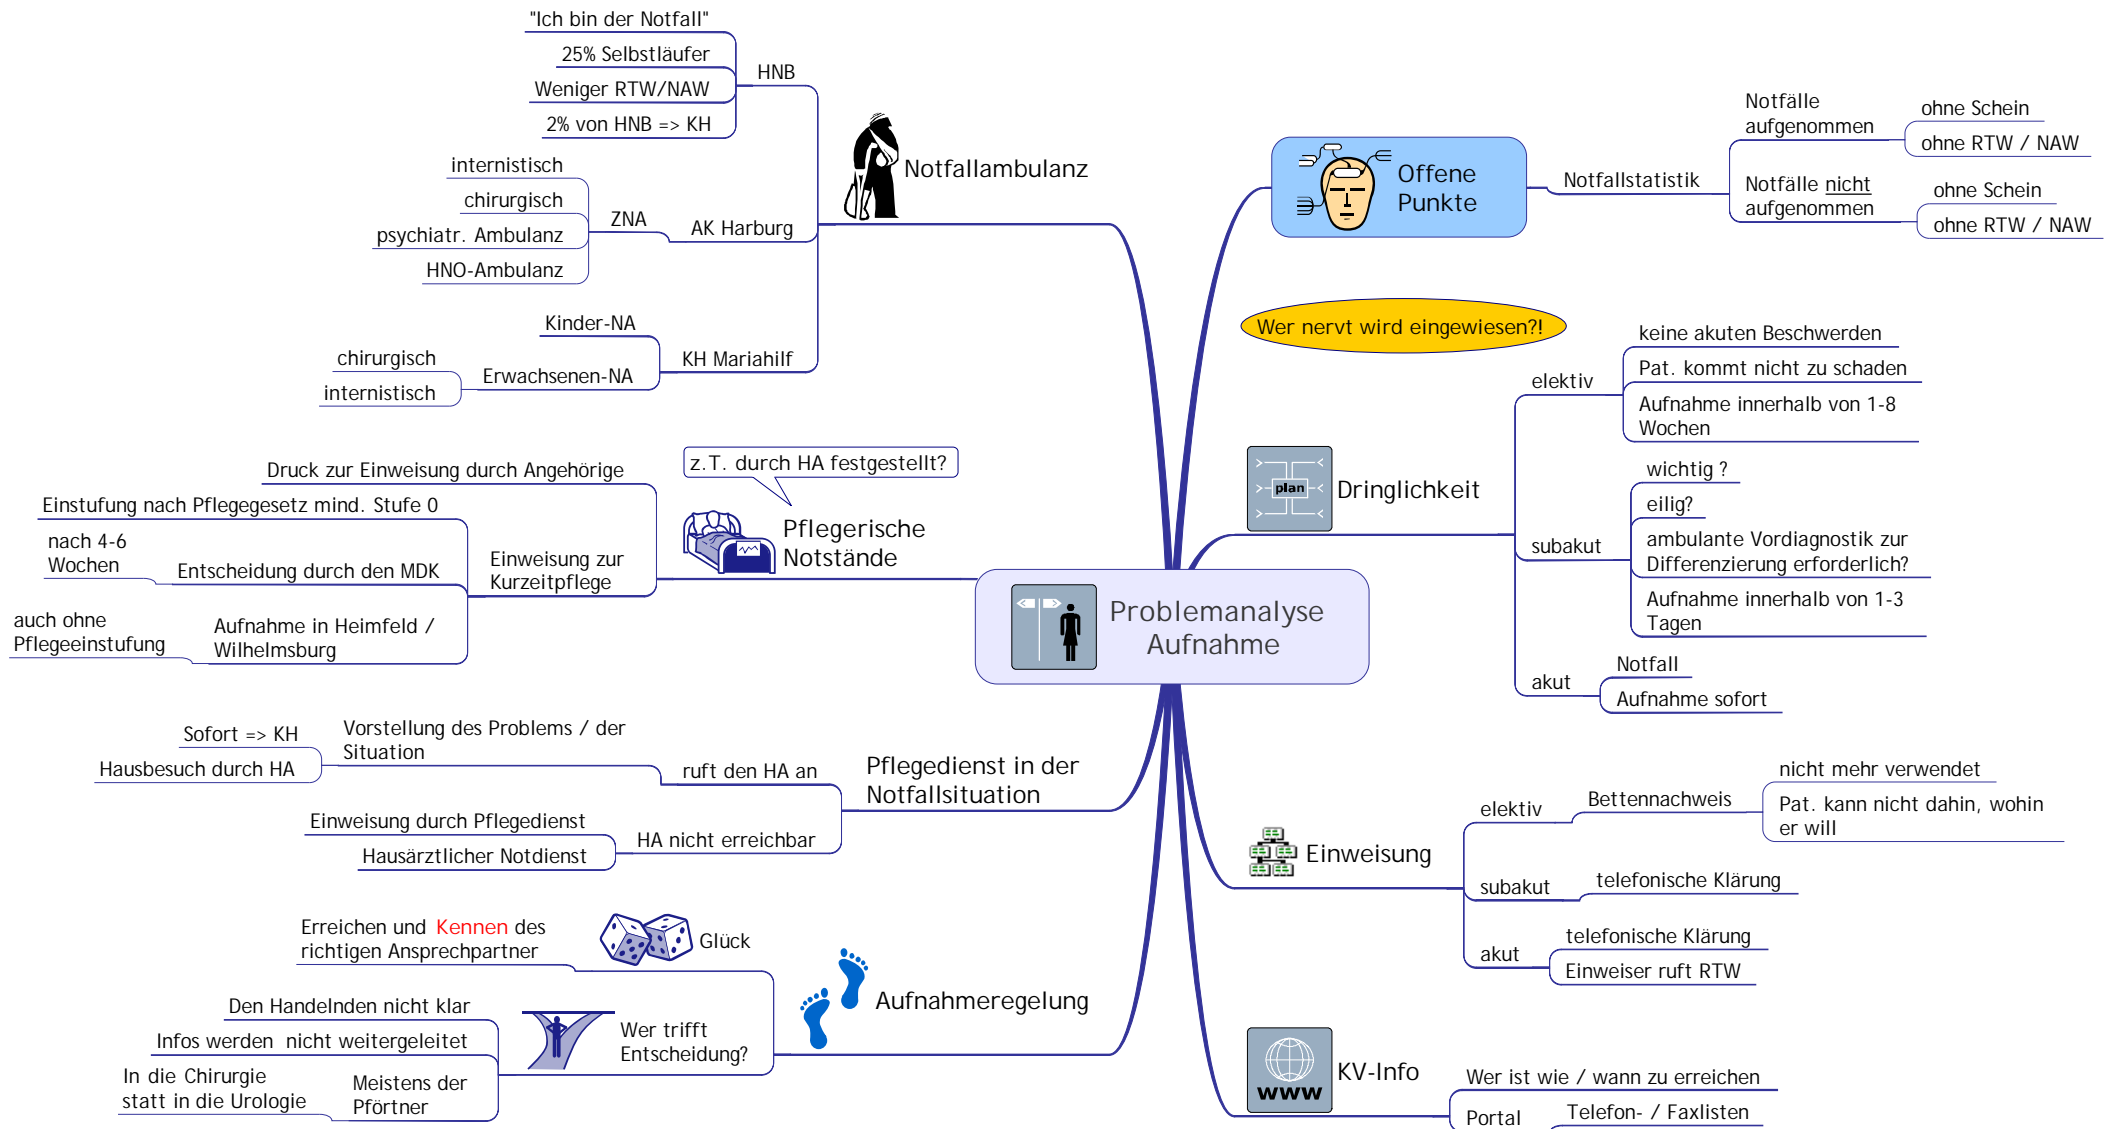 "Ich bin der Notfall"
25% Selbstläufer
Weniger RTW/NAW
2% von HNB => KH
HNB
internistisch
chirurgisch
psychiatr. Ambulanz
HNO-Ambulanz
ZNA
AK Harburg
Kinder-NA
chirurgisch
internistisch
Erwachsenen-NA
KH Mariahilf
Notfallambulanz
Druck zur Einweisung durch Angehörige
Einstufung nach Pflegegesetz mind. Stufe 0
nach 4-6
Wochen
Entscheidung durch den MDK
auch ohne
Pflegeeinstufung
Aufnahme in Heimfeld /
Wilhelmsburg
Einweisung zur
Kurzeitpflege
z.T. durch HA festgestellt?
Pflegerische
Notstände
Sofort => KH
Hausbesuch durch HA
Vorstellung des Problems / der
Situation
ruft den HA an
Einweisung durch Pflegedienst
Hausärztlicher Notdienst
HA nicht erreichbar
Pflegedienst in der
Notfallsituation
Erreichen und Kennen des
richtigen Ansprechpartner
Glück
Den Handelnden nicht klar
Infos werden nicht weitergeleitet
In die Chirurgie
statt in die Urologie
Meistens der
Pförtner
Wer trifft
Entscheidung?
Aufnahmeregelung
Problemanalyse
Aufnahme
Offene
Punkte
Notfallstatistik
Notfälle
aufgenommen
ohne Schein
ohne RTW / NAW
Notfälle nicht
aufgenommen
ohne Schein
ohne RTW / NAW
Wer nervt wird eingewiesen?!
plan
Dringlichkeit
elektiv
keine akuten Beschwerden
Pat. kommt nicht zu schaden
Aufnahme innerhalb von 1-8
Wochen
subakut
wichtig ?
eilig?
ambulante Vordiagnostik zur
Differenzierung erforderlich?
Aufnahme innerhalb von 1-3
Tagen
akut
Notfall
Aufnahme sofort
Einweisung
elektiv
Bettennachweis
nicht mehr verwendet
Pat. kann nicht dahin, wohin
er will
subakut
telefonische Klärung
akut
telefonische Klärung
Einweiser ruft RTW
www
KV-Info
Wer ist wie / wann zu erreichen
Portal
Telefon- / Faxlisten